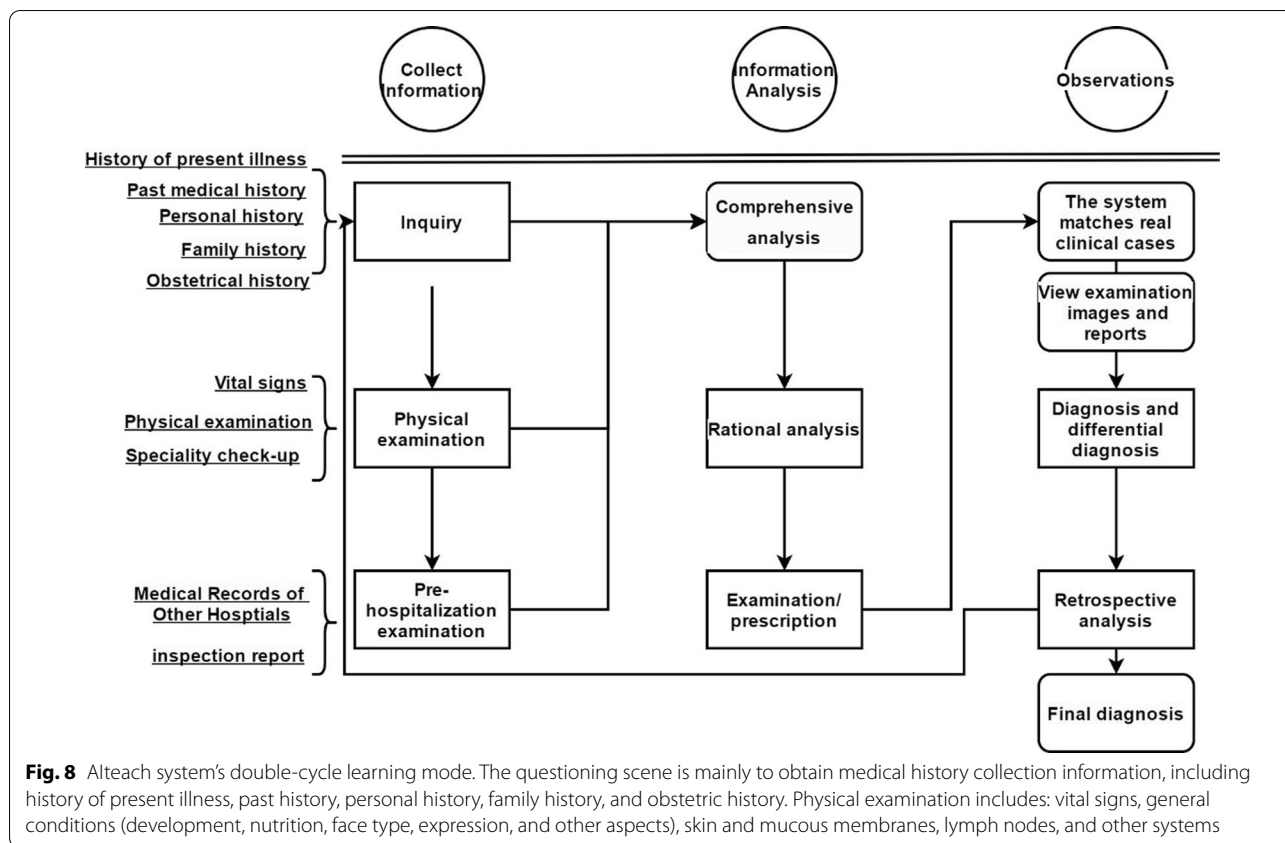 Collect
Information
Information
Analysis
Observations
History of present illness
Past medical history
Personal history
Family history
Obstetrical history
Inquiry
Comprehensive
analysis
The system
matches real
clinical cases
View examination
images and
reports
Vital signs
Physical examination
Speciality check-up
Physical
examination
Rational analysis
Diagnosis and
differential
diagnosis
Medical Records of
Other Hosptials
inspection report
Pre-
hospitalization
examination
Examination/
prescription
Retrospective
analysis
Final diagnosis
Fig. 8 AIteach system's double-cycle learning mode. The questioning scene is mainly to obtain medical history collection information, including
history of present illness, past history, personal history, family history, and obstetric history. Physical examination includes: vital signs, general
conditions (development, nutrition, face type, expression, and other aspects), skin and mucous membranes, lymph nodes, and other systems